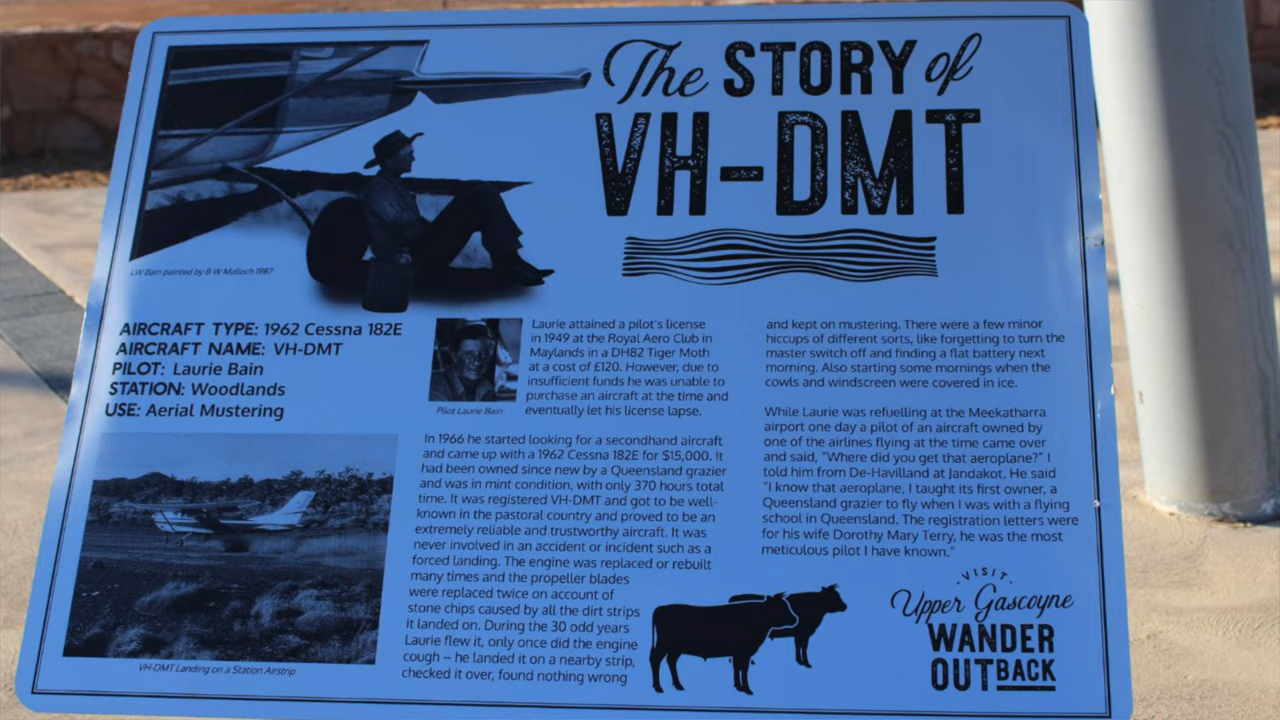 The STORY of
VH-DMT
LW Bain painted by B W Malloch 1987
AIRCRAFT TYPE: 1962 Cessna 182E
AIRCRAFT NAME: VH-DMT
PILOT: Laurie Bain
STATION: Woodlands
USE: Aerial Mustering
VH-DMT Landing on a Station Airstrip
Pilot Laurie Bain
Laurie attained a pilot's license
in 1949 at the Royal Aero Club in
Maylands in a DH82 Tiger Moth
at a cost of £120. However, due to
insufficient funds he was unable to
purchase an aircraft at the time and
eventually let his license lapse.
In 1966 he started looking for a secondhand aircraft
and came up with a 1962 Cessna 182E for $15,000. It
had been owned since new by a Queensland grazier
and was in mint condition, with only 370 hours total
time. It was registered VH-DMT and got to be well-
known in the pastoral country and proved to be an
extremely reliable and trustworthy aircraft. It was
never involved in an accident or incident such as a
forced landing. The engine was replaced or rebuilt
many times and the propeller blades
were replaced twice on account of
stone chips caused by all the dirt strips
it landed on. During the 30 odd years
Laurie flew it, only once did the engine
cough – he landed it on a nearby strip,
checked it over, found nothing wrong
and kept on mustering. There were a few minor
hiccups of different sorts, like forgetting to turn the
master switch off and finding a flat battery next
morning. Also starting some mornings when the
cowls and windscreen were covered in ice.
While Laurie was refuelling at the Meekatharra
airport one day a pilot of an aircraft owned by
one of the airlines flying at the time came over
and said, "Where did you get that aeroplane?" I
told him from De-Havilland at Jandakot. He said
"I know that aeroplane, I taught its first owner, a
Queensland grazier to fly when I was with a flying
school in Queensland. The registration letters were
for his wife Dorothy Mary Terry, he was the most
meticulous pilot I have known."
VISIT
Upper Gascoyne
WANDER
OUTBACK